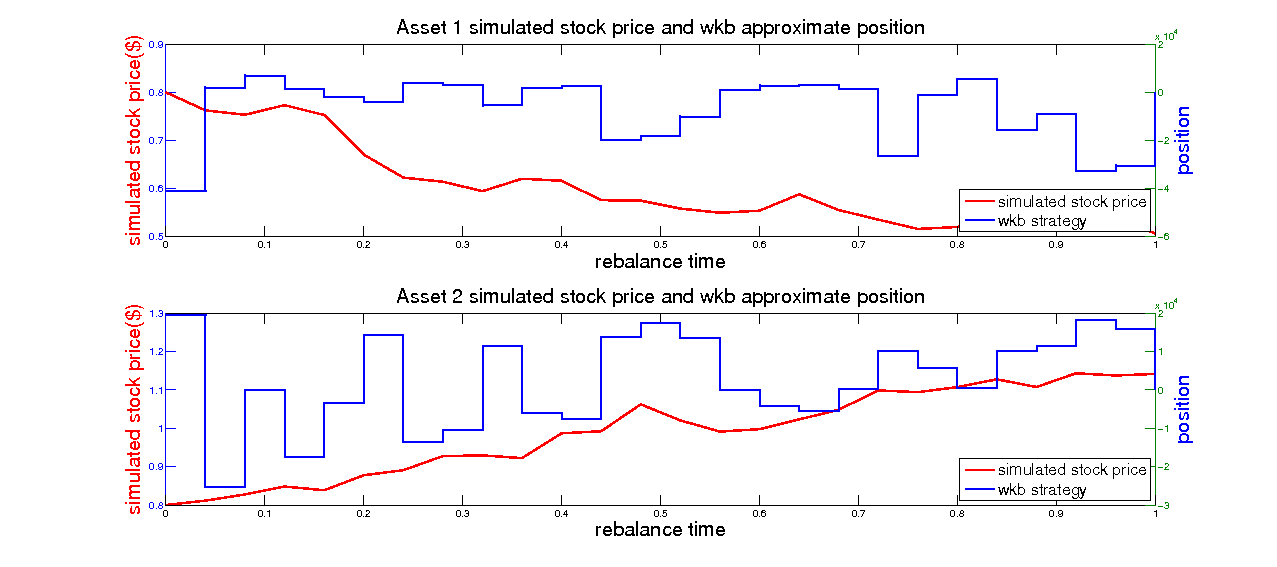 Asset 1 simulated stock price and wkb approximate position
x 10^4
0.9
0.8
0.7
0.6
0.5
simulated stock price($)
2
0
-2
-4
-6
position
simulated stock price
wkb strategy
0 0.1 0.2 0.3 0.4 0.5 0.6 0.7 0.8 0.9 1
rebalance time
Asset 2 simulated stock price and wkb approximate position
x 10^4
1.3
1.2
1.1
1
0.9
0.8
simulated stock price($)
2
1
0
-1
-2
-3
position
simulated stock price
wkb strategy
0 0.1 0.2 0.3 0.4 0.5 0.6 0.7 0.8 0.9 1
rebalance time